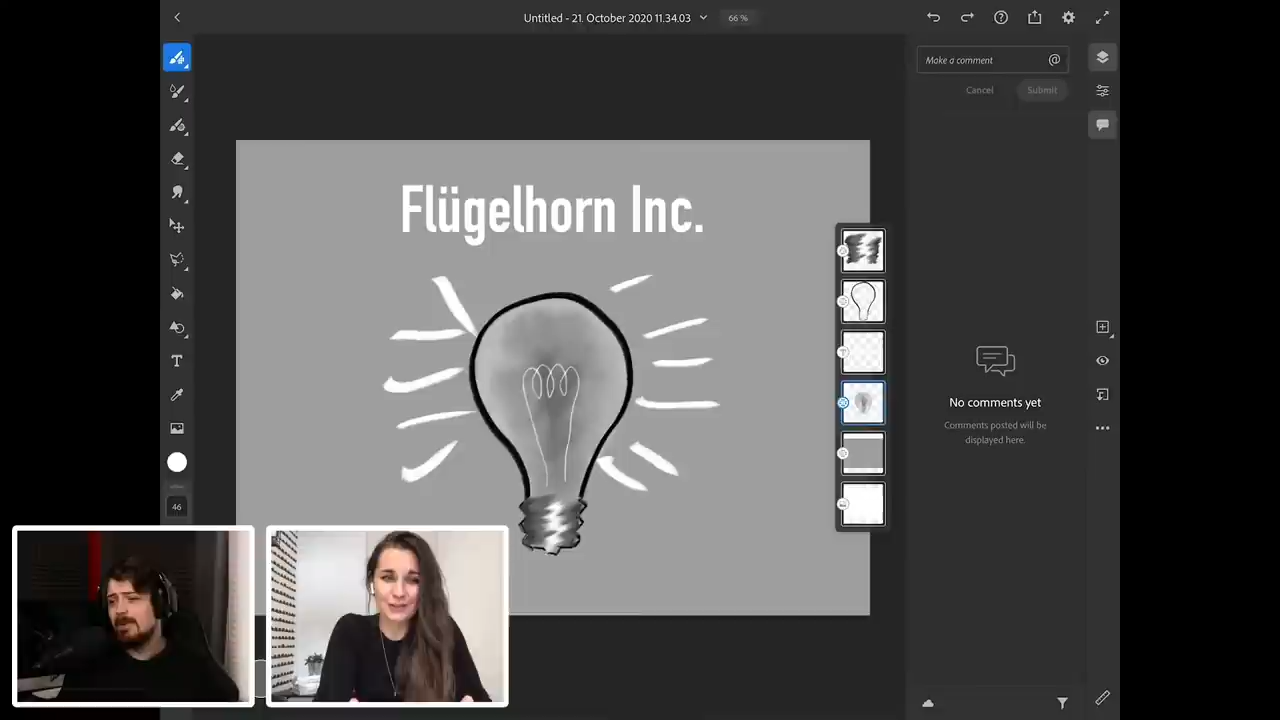 Untitled - 21. October 2020 11.34.03
66 %
Make a comment @
Cancel
Submit
Flügelhorn Inc.
No comments yet
Comments posted will be
displayed here.
46